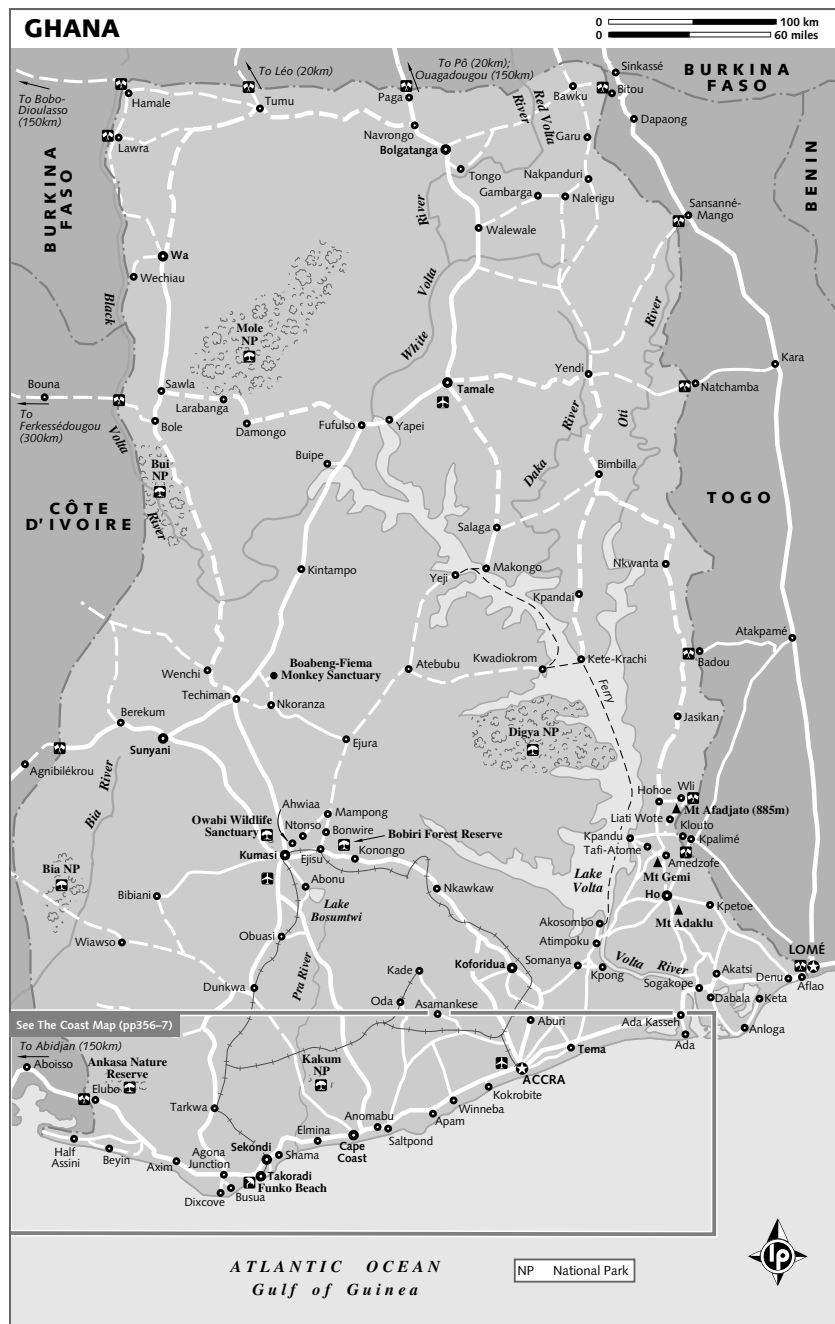 GHANA
0 100 km
0 60 miles
To Léo (20km)
To Pô (20km);
Ouagadougou (150km)
Sinkassé
BURKINA
FASO
To Bobo-
Dioulasso
(150km)
Hamale
Tumu
Paga
River
Red Volta
Bawku
Bitou
Lawra
Navrongo
Bolgatanga
Garu
Dapaong
Tongo
Nakpanduri
Gambarga
Nalerigu
BENIN
BURKINA
FASO
River
Walewale
Sansanné-
Mango
Wa
Wechiau
Black
Volta
White
River
Mole
NP
Kara
Bouna
Sawla
Larabanga
Tamale
Yendi
Natchamba
To
Ferkessédougou
(300km)
Volta
Bole
Damongo
Fufulso
Yapei
River
Oti
Bui
NP
River
Buipe
Daka
Bimbilla
CÔTE
D'IVOIRE
TOGO
Salaga
Kintampo
Yeji
Makongo
Nkwanta
Kpandai
Atakpamé
Wenchi
Boabeng-Fiema
Monkey Sanctuary
Atebubu
Kwadiokrom
Kete-Krachi
Badou
Techiman
Nkoranza
Ferry
Berekum
Sunyani
Ejura
Digya NP
Jasikan
Agnibilékrou
Bia
River
Hohoe
Wli
Mt Afadjato (885m)
Ahwiaa
Mampong
Liati Wote
Owabi Wildlife
Sanctuary
Ntonso
Bonwire
Bobiri Forest Reserve
Kpandu
Klouto
Kpalimé
Tafi-Atome
Amedzofe
Kumasi
Ejisu
Konongo
Bia NP
Abonu
Lake
Bosumtwi
Nkawkaw
Lake
Volta
Mt Gemi
Bibiani
Ho
Kpetoe
Mt Adaklu
Wiawso
Obuasi
Akosombo
Atimpoku
Pra River
Kade
Koforidua
Somanya
Kpong
Volta River
Akatsi
LOMÉ
Denu
Aflao
Dunkwa
Oda
Asamankese
Sogakope
Dabala
Keta
See The Coast Map (pp356–7)
Aburi
Ada Kasseh
Anloga
To Abidjan (150km)
Ada
Aboisso
Ankasa Nature
Reserve
Kakum
NP
Tema
ACCRA
Elubo
Kokrobite
Tarkwa
Winneba
Anomabu
Apam
Elmina
Saltpond
Half
Assini
Beyin
Axim
Agona
Junction
Sekondi
Shama
Cape
Coast
Takoradi
Funko Beach
Busua
Dixcove
ATLANTIC OCEAN
Gulf of Guinea
NP National Park
lp